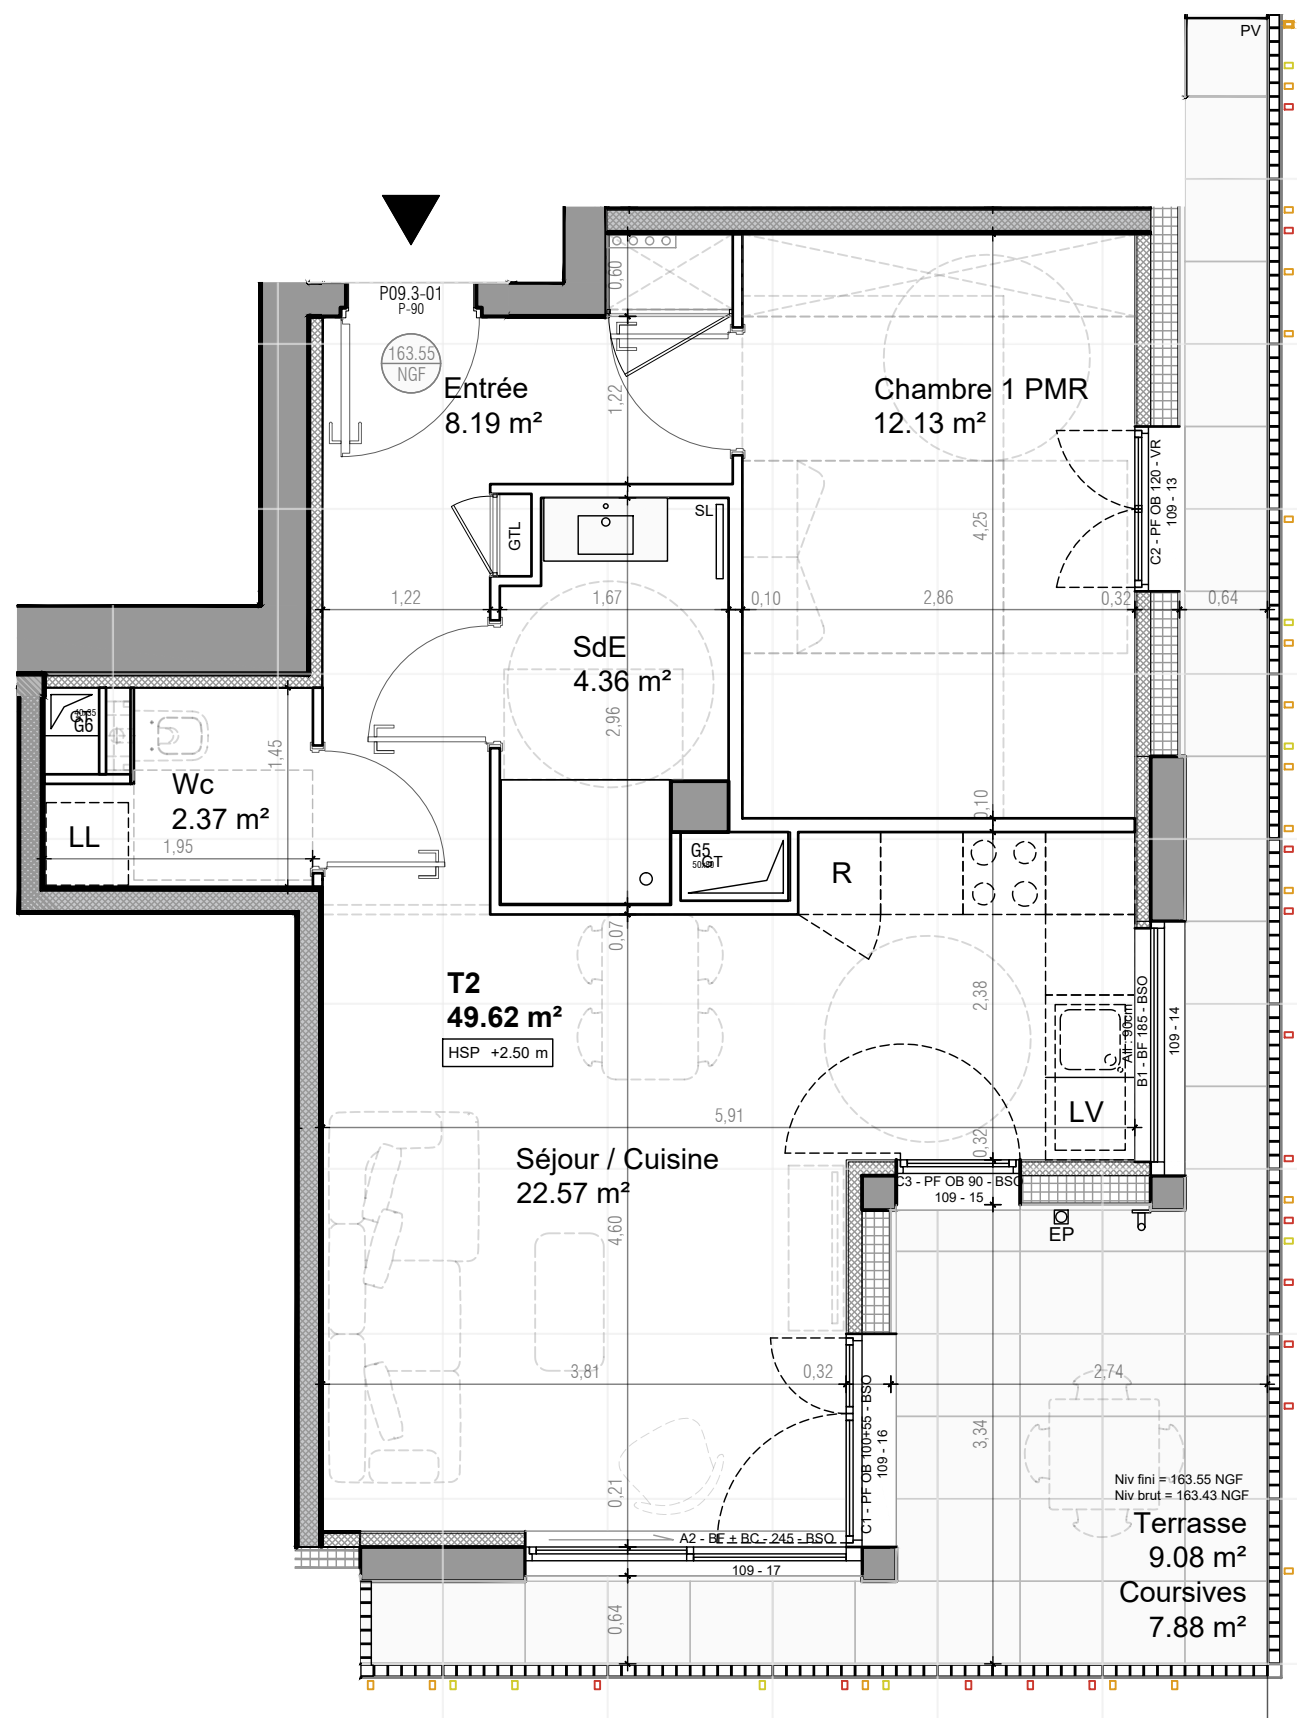 PV
P09.3-01
P-90
163.55
NGF
0,60
Entrée
8.19 m²
1,22
Chambre 1 PMR
12.13 m²
C2 - PF OB 120 - VR
109 - 13
GTL
SL
4,25
1,22
1,67
0,10
2,86
0,32
0,64
SdE
4.36 m²
2,96
G6
1,45
Wc
2.37 m²
LL
1,95
0,10
G5
GT
R
0,07
T2
49.62 m²
HSP +2.50 m
2,38
All : 90cm
B1 - BF 185 - BSO
109 - 14
LV
5,91
0,32
Séjour / Cuisine
22.57 m²
C3 - PF OB 90 - BSO
109 - 15
EP
4,60
3,81
0,32
2,74
C1 - PF OB 100+55 - BSO
109 - 16
3,34
0,21
Niv fini = 163.55 NGF
Niv brut = 163.43 NGF
Terrasse
9.08 m²
A2 - BF + BC - 245 - BSO
109 - 17
Coursives
7.88 m²
0,64